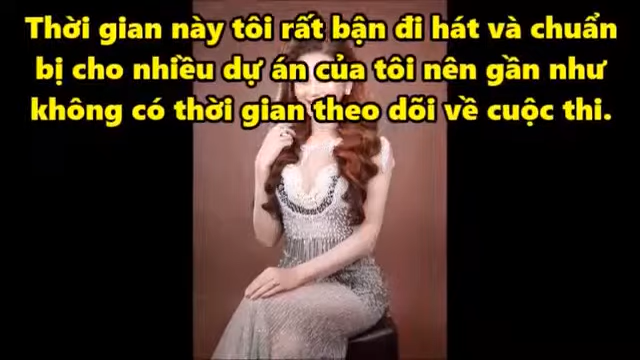 Thời gian này tôi rất bận đi hát và chuẩn
bị cho nhiều dự án của tôi nên gần như
không có thời gian theo dõi về cuộc thi.